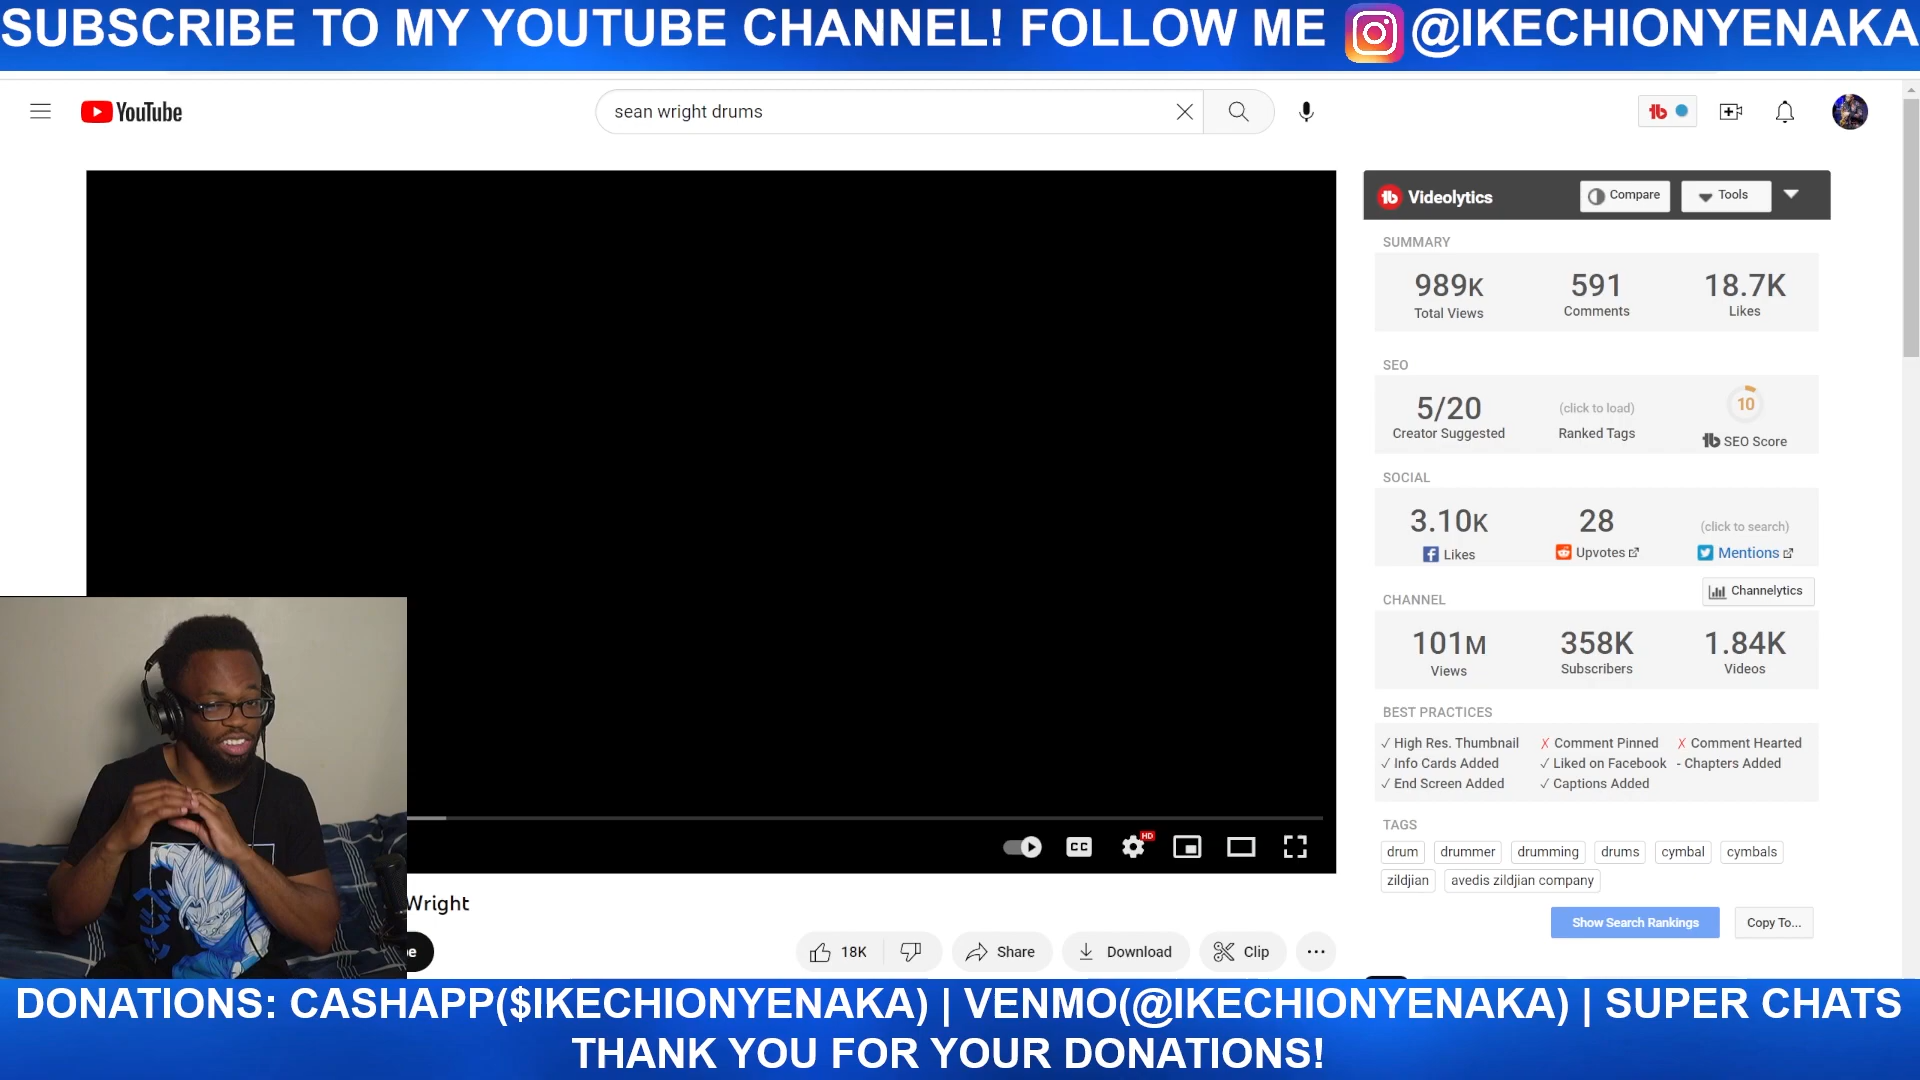 SUBSCRIBE TO MY YOUTUBE CHANNEL! FOLLOW ME @IKECHIONYENAKA
YouTube
sean wright drums
Videolytics
Compare
Tools
SUMMARY
989K 591 18.7K
Total Views Comments Likes
SEO
5/20 (click to load) 10
Creator Suggested Ranked Tags tb SEO Score
SOCIAL
3.10K 28 (click to search)
Likes Upvotes Mentions
CHANNEL Channelytics
101M 358K 1.84K
Views Subscribers Videos
BEST PRACTICES
✓ High Res. Thumbnail ✗ Comment Pinned ✗ Comment Hearted
✓ Info Cards Added ✓ Liked on Facebook - Chapters Added
✓ End Screen Added ✓ Captions Added
TAGS
drum drummer drumming drums cymbal cymbals
zildjian avedis zildjian company
Show Search Rankings Copy To...
CC HD
Wright
e 18K Share Download Clip ...
DONATIONS: CASHAPP($IKECHIONYENAKA) | VENMO(@IKECHIONYENAKA) | SUPER CHATS
THANK YOU FOR YOUR DONATIONS!